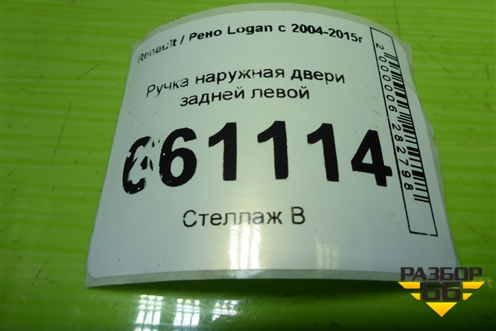 Renault / Рено Logan с 2004-2015г
Ручка наружная двери
задней левой
661114
Стеллаж В
2000006282798
РАЗБОР
66